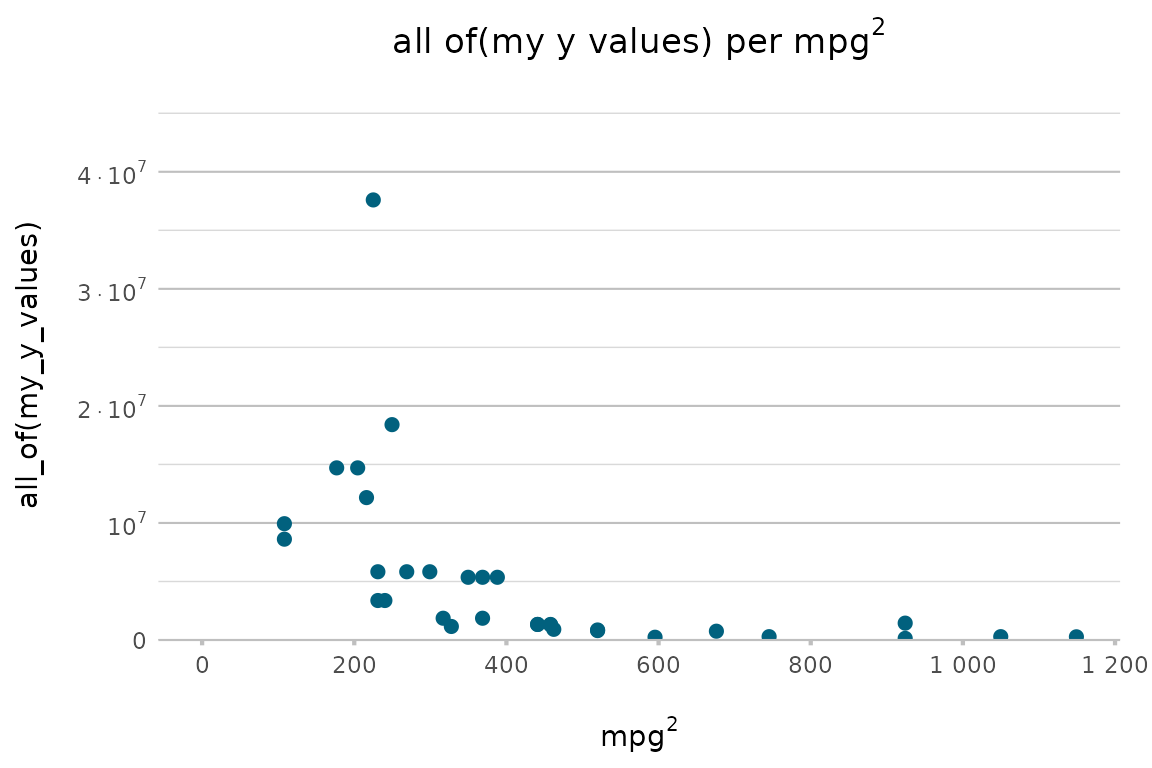 all of(my y values) per mpg²
all_of(my_y_values)
4·10⁷
3·10⁷
2·10⁷
10⁷
0
0 200 400 600 800 1 000 1 200
mpg²